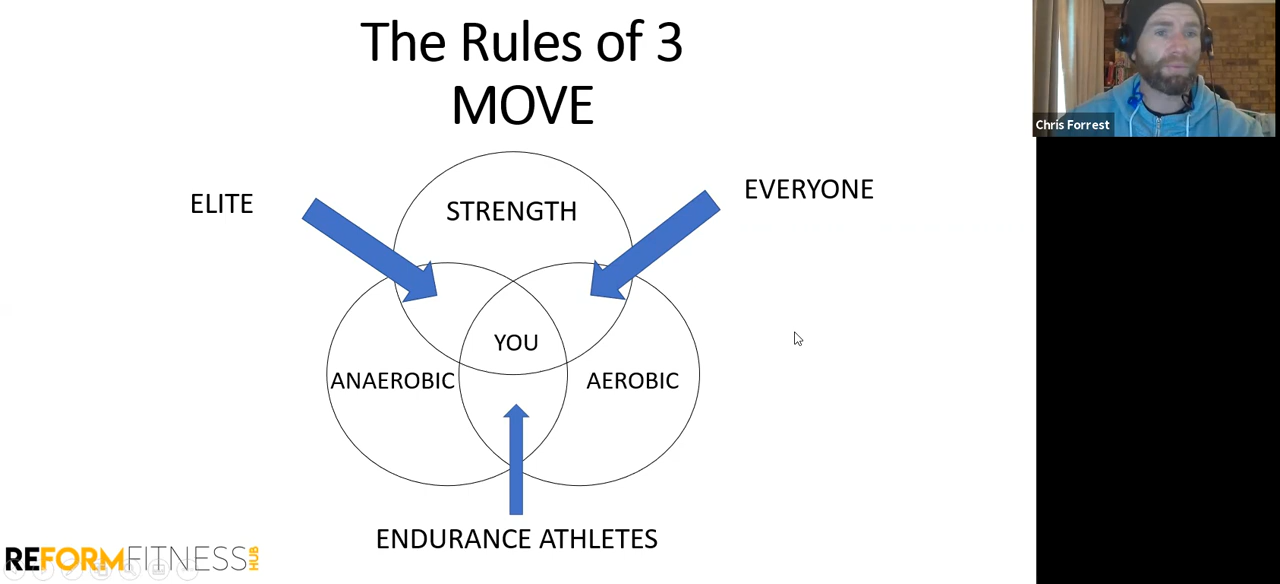 The Rules of 3
MOVE
Chris Forrest
ELITE
EVERYONE
STRENGTH
YOU
ANAEROBIC
AEROBIC
ENDURANCE ATHLETES
REFORMFITNESS HUB